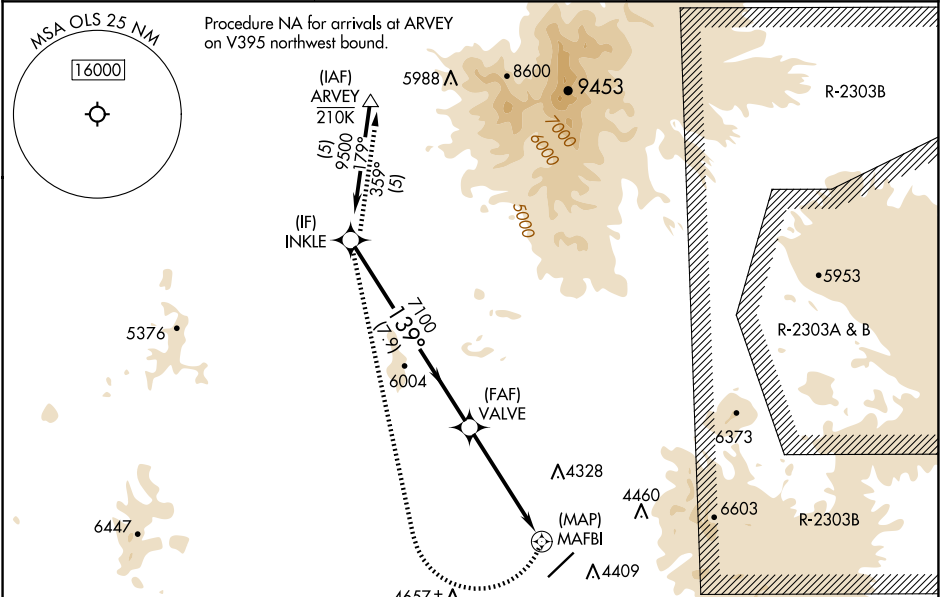 MSA OLS 25 NM
16000
Procedure NA for arrivals at ARVEY
on V395 northwest bound.
(IAF)
ARVEY
210K
5988
8600
9453
7000
6000
5000
R-2303B
(5)
9500
179°
359°
(5)
(IF)
INKLE
5376
7100
139°
(7.9)
6004
5953
R-2303A & B
(FAF)
VALVE
6373
4328
4460
6603
R-2303B
6447
(MAP)
MAFBI
4409
4657±